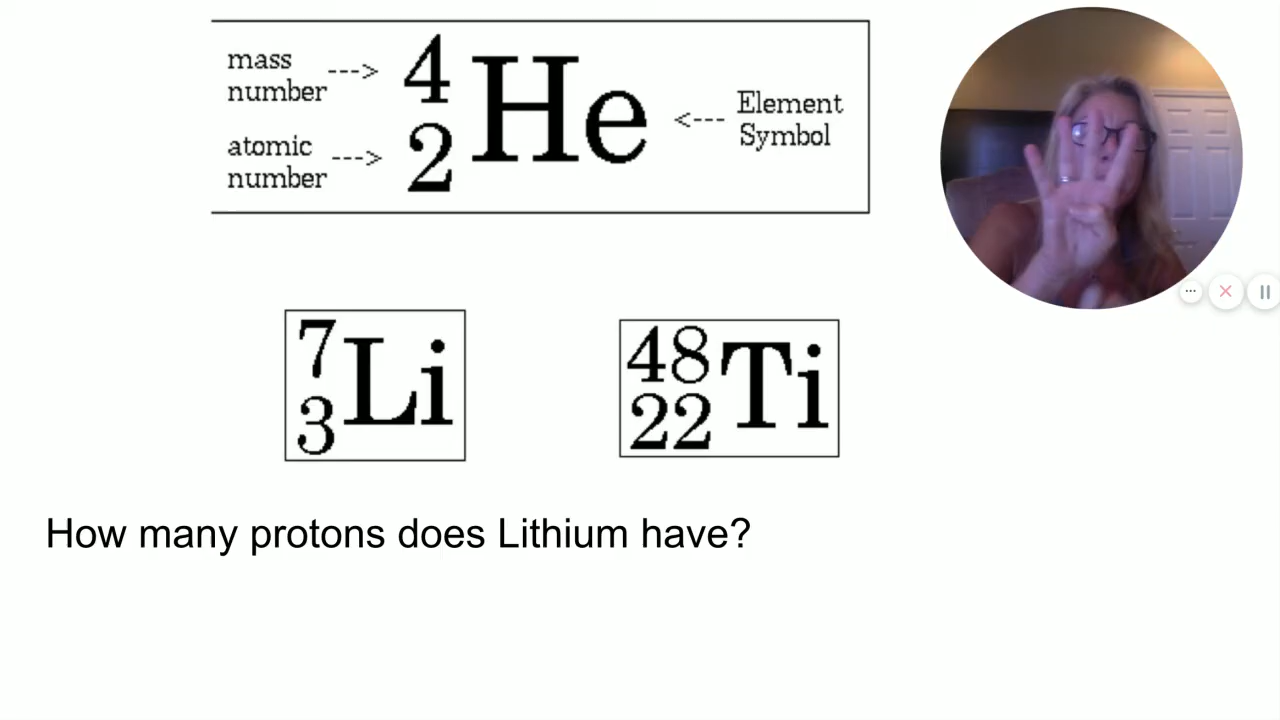 mass
number ---> 4
atomic
number ---> 2
He
<--- Element
Symbol
7
3
Li
48
22
Ti
How many protons does Lithium have?